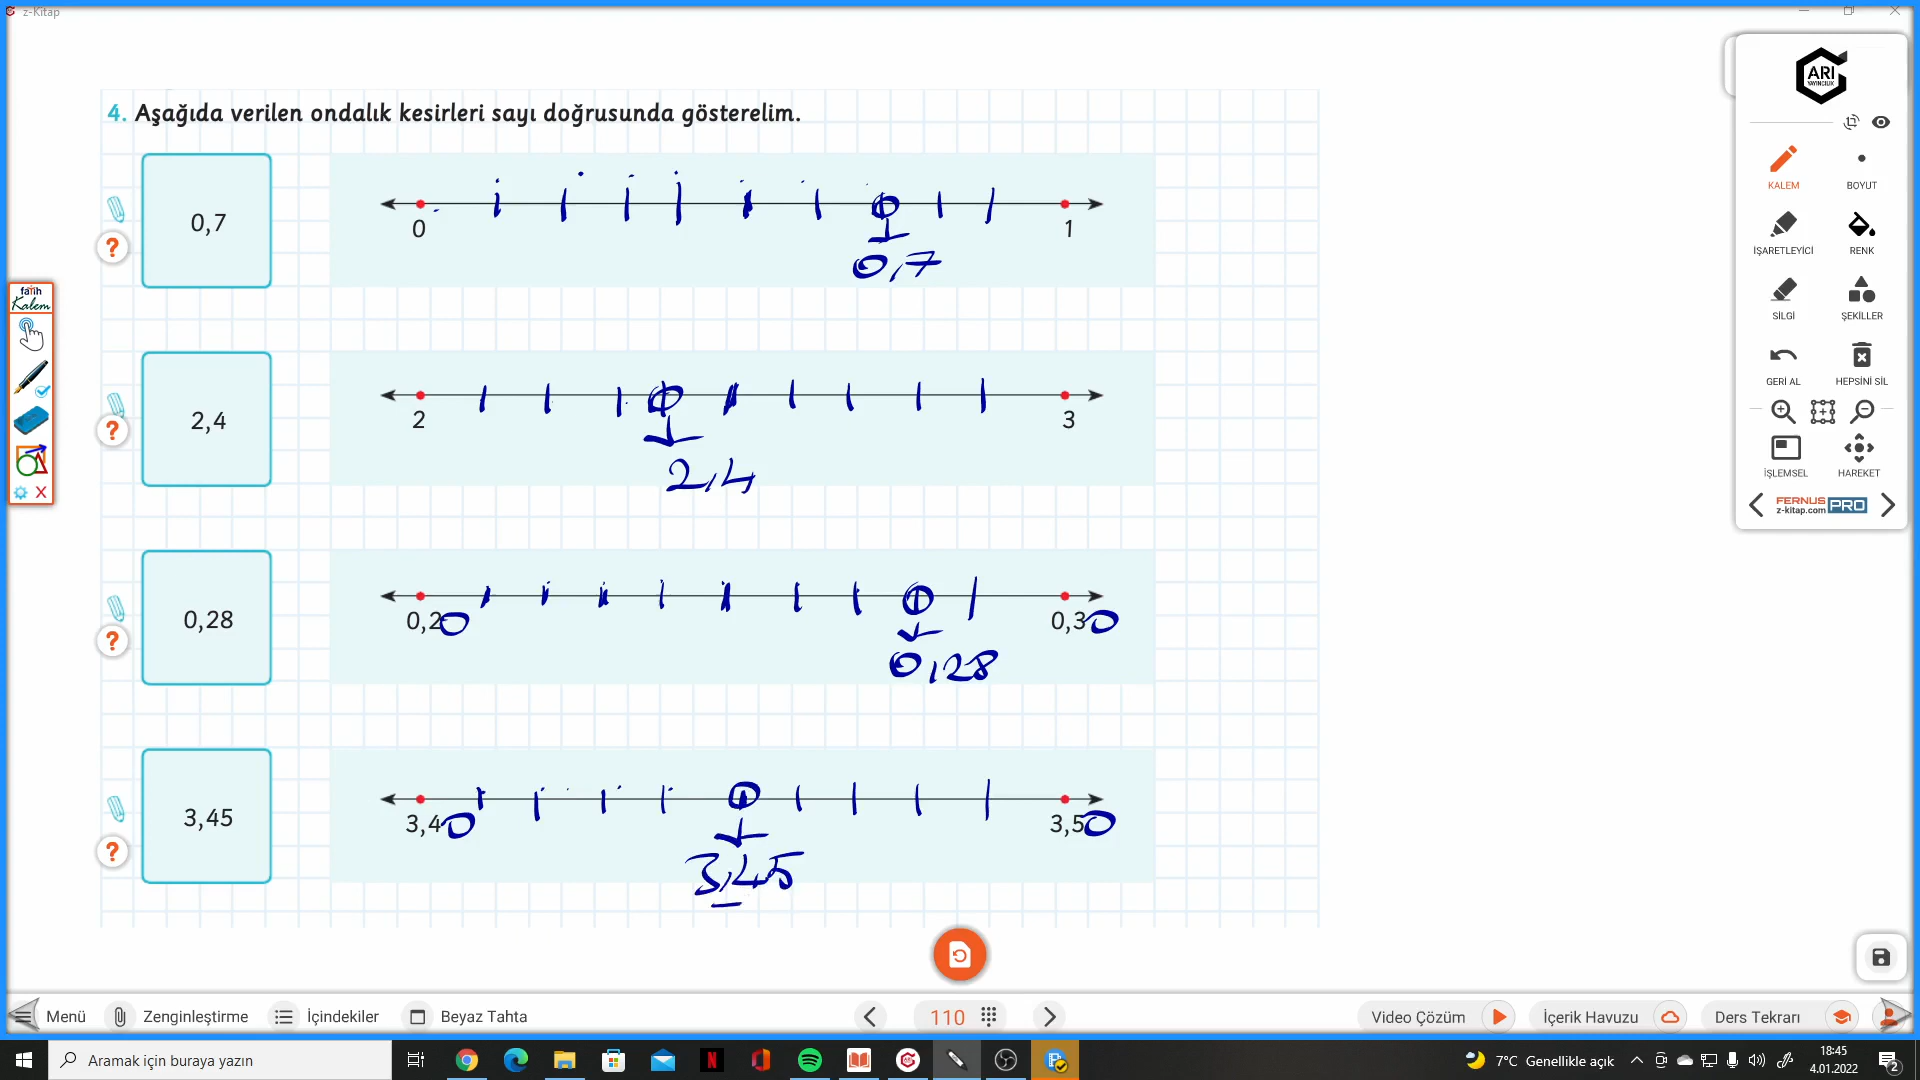 z-Kitap
4. Aşağıda verilen ondalık kesirleri sayı doğrusunda gösterelim.
0,7
0 1
0,7
2,4
2 3
2,4
0,28
0,20 0,30
0,28
3,45
3,40 3,50
3,45
fatih
Kalem
ARI
YAYINCILIK
KALEM BOYUT
İŞARETLEYİCİ RENK
SİLGİ ŞEKİLLER
GERİ AL HEPSİNİ SİL
İŞLEMSEL HAREKET
FERNUS
z-kitap.com PRO
Menü Zenginleştirme İçindekiler Beyaz Tahta 110 Video Çözüm İçerik Havuzu Ders Tekrarı
Aramak için buraya yazın 7°C Genellikle açık 18:45
4.01.2022 2